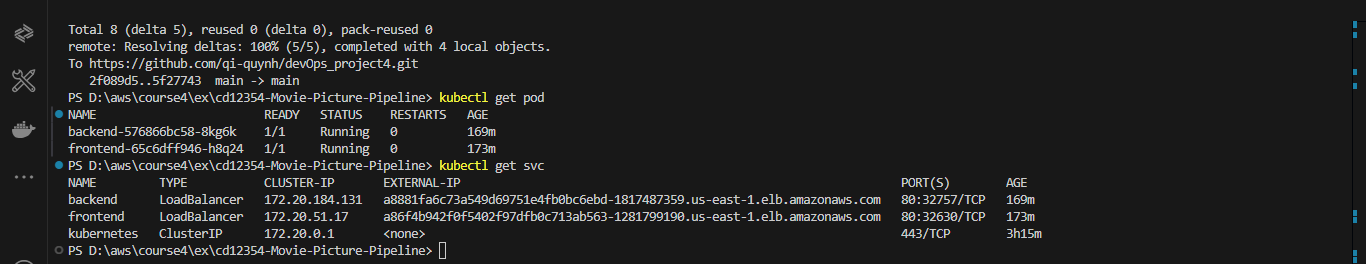 Total 8 (delta 5), reused 0 (delta 0), pack-reused 0
remote: Resolving deltas: 100% (5/5), completed with 4 local objects.
To https://github.com/qi-quynh/devOps_project4.git
   2f089d5..5f27743  main -> main
PS D:\aws\course4\ex\cd12354-Movie-Picture-Pipeline> kubectl get pod
NAME                        READY   STATUS    RESTARTS   AGE
backend-576866bc58-8kg6k    1/1     Running   0          169m
frontend-65c6dff946-h8q24   1/1     Running   0          173m
PS D:\aws\course4\ex\cd12354-Movie-Picture-Pipeline> kubectl get svc
NAME         TYPE           CLUSTER-IP       EXTERNAL-IP                                                               PORT(S)        AGE
backend      LoadBalancer   172.20.184.131   a8881fa6c73a549d69751e4fb0bc6ebd-1817487359.us-east-1.elb.amazonaws.com   80:32757/TCP   169m
frontend     LoadBalancer   172.20.51.17     a86f4b942f0f5402f97dfb0c713ab563-1281799190.us-east-1.elb.amazonaws.com   80:32630/TCP   173m
kubernetes   ClusterIP      172.20.0.1       <none>                                                                    443/TCP        3h15m
PS D:\aws\course4\ex\cd12354-Movie-Picture-Pipeline>